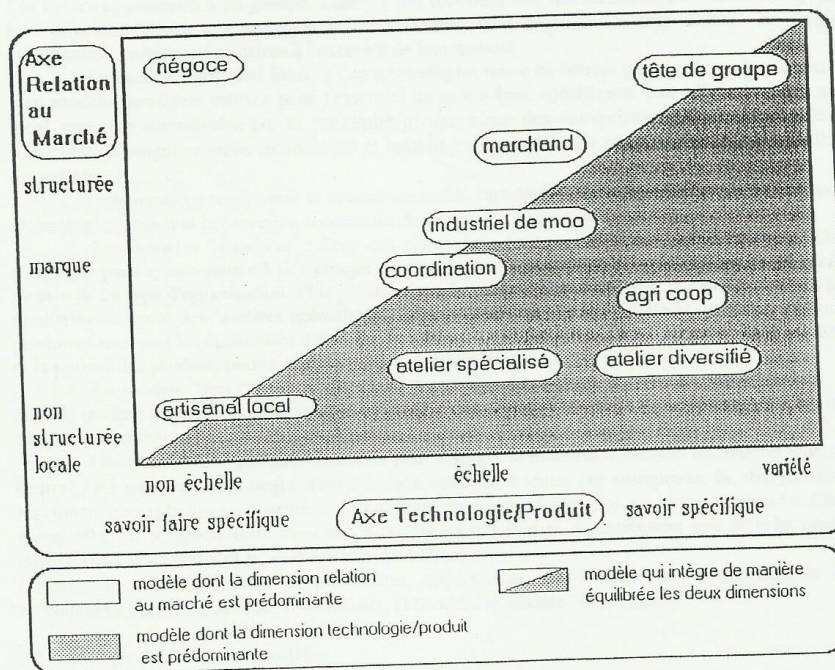 Axe
Relation
au
Marché
structurée
marque
non
structurée
locale
négoce
tête de groupe
marchand
industriel de moo
coordination
agri coop
atelier spécialisé
atelier diversifié
artisanal local
non échelle
échelle
variété
savoir faire spécifique
Axe Technologie/Produit
savoir faire spécifique
modèle dont la dimension relation
au marché est prédominante
modèle qui intègre de manière
équilibrée les deux dimensions
modèle dont la dimension technologie/produit
est prédominante